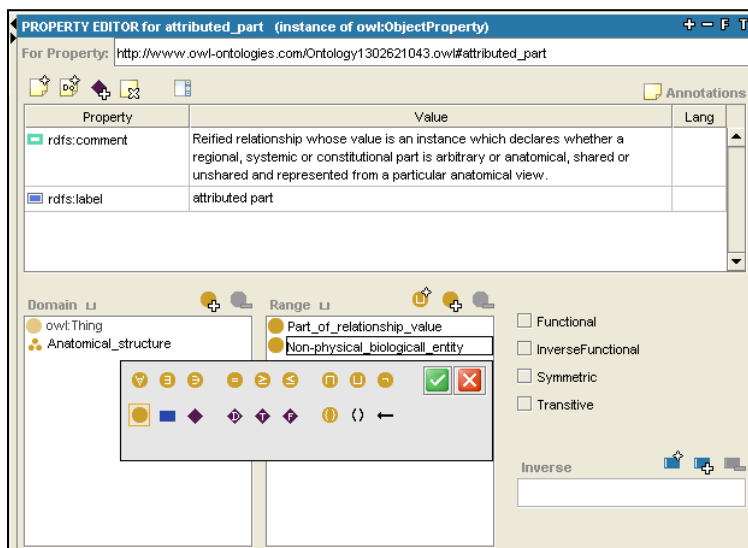 PROPERTY EDITOR for attributed_part (instance of owl:ObjectProperty)
+ − F T
For Property: http://www.owl-ontologies.com/Ontology1302621043.owl#attributed_part
Annotations
Property Value Lang
rdfs:comment Reified relationship whose value is an instance which declares whether a
regional, systemic or constitutional part is arbitrary or anatomical, shared or
unshared and represented from a particular anatomical view.
rdfs:label attributed part
Domain ⊔ Range ⊔
owl:Thing Part_of_relationship_value
Anatomical_structure Non-physical_biologicall_entity
Functional
InverseFunctional
Symmetric
Transitive
∀ ∃ ∋ = ≥ ≤ ⊓ ⊔ ¬
D T F () () ←
Inverse